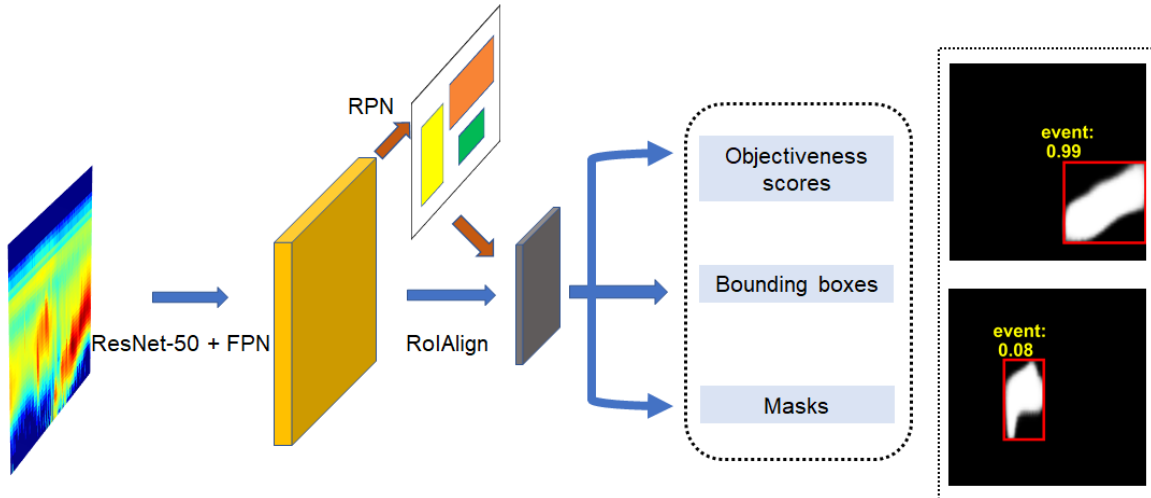 RPN
ResNet-50 + FPN
RoIAlign
Objectiveness
scores
Bounding boxes
Masks
event:
0.99
event:
0.08